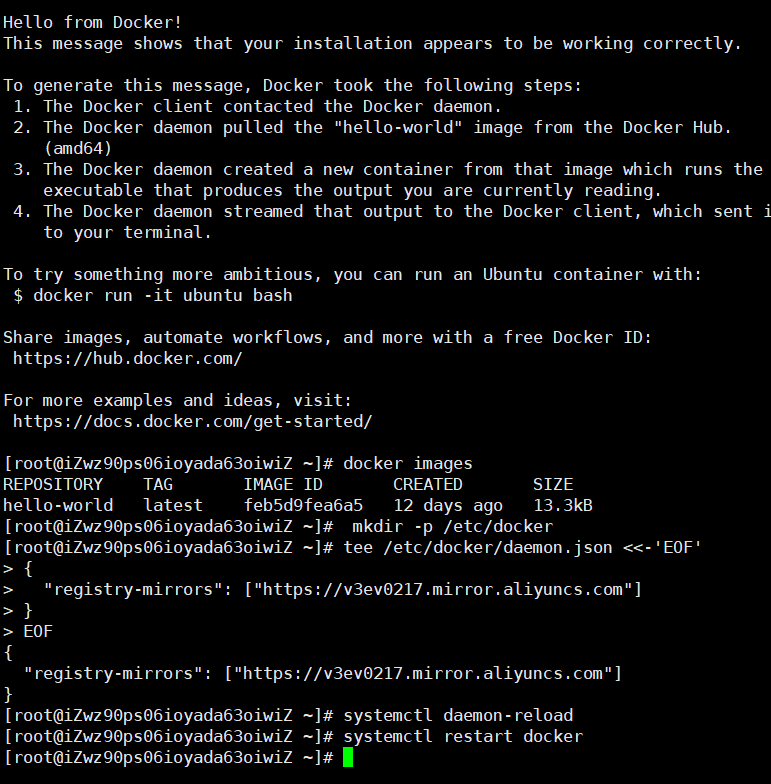 Hello from Docker!
This message shows that your installation appears to be working correctly.
To generate this message, Docker took the following steps:
1. The Docker client contacted the Docker daemon.
2. The Docker daemon pulled the "hello-world" image from the Docker Hub.
(amd64)
3. The Docker daemon created a new container from that image which runs the
executable that produces the output you are currently reading.
4. The Docker daemon streamed that output to the Docker client, which sent i
to your terminal.
To try something more ambitious, you can run an Ubuntu container with:
$ docker run -it ubuntu bash
Share images, automate workflows, and more with a free Docker ID:
https://hub.docker.com/
For more examples and ideas, visit:
https://docs.docker.com/get-started/
[root@iZwz90ps06ioyada63oiwiZ ~]# docker images
REPOSITORY    TAG       IMAGE ID       CREATED       SIZE
hello-world   latest    feb5d9fea6a5   12 days ago   13.3kB
[root@iZwz90ps06ioyada63oiwiZ ~]#  mkdir -p /etc/docker
[root@iZwz90ps06ioyada63oiwiZ ~]# tee /etc/docker/daemon.json <<-'EOF'
> {
>   "registry-mirrors": ["https://v3ev0217.mirror.aliyuncs.com"]
> }
> EOF
{
  "registry-mirrors": ["https://v3ev0217.mirror.aliyuncs.com"]
}
[root@iZwz90ps06ioyada63oiwiZ ~]# systemctl daemon-reload
[root@iZwz90ps06ioyada63oiwiZ ~]# systemctl restart docker
[root@iZwz90ps06ioyada63oiwiZ ~]#